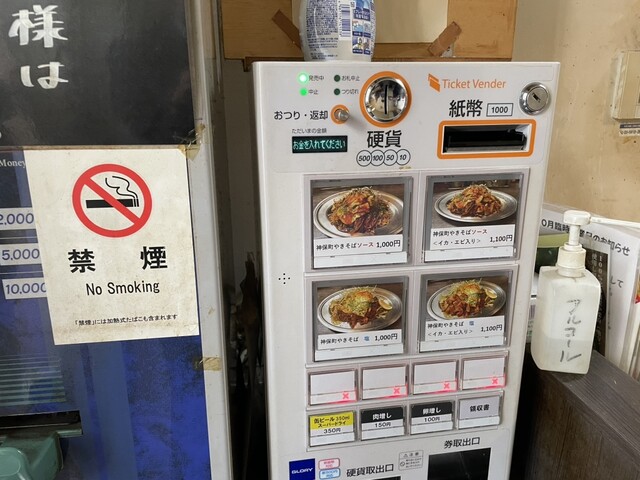 様
は
Money
2,000
5,000
10,000
禁煙
No Smoking
「禁煙」には加熱式たばこも含まれます
発売中
お札中止
中止
つり切れ
おつり・返却
ただいまの金額
お金を入れてください
硬貨
500 100 50 10
Ticket Vender
紙幣 1000
神保町やきそばソース 1,000円
神保町やきそばソース
<イカ・エビ入り> 1,100円
神保町やきそば 塩 1,000円
神保町やきそば 塩
<イカ・エビ入り> 1,100円
缶ビール350ml
スーパードライ
350円
肉増し
150円
卵増し
100円
領収書
GLORY
硬貨取出口
券取出口
アルコール